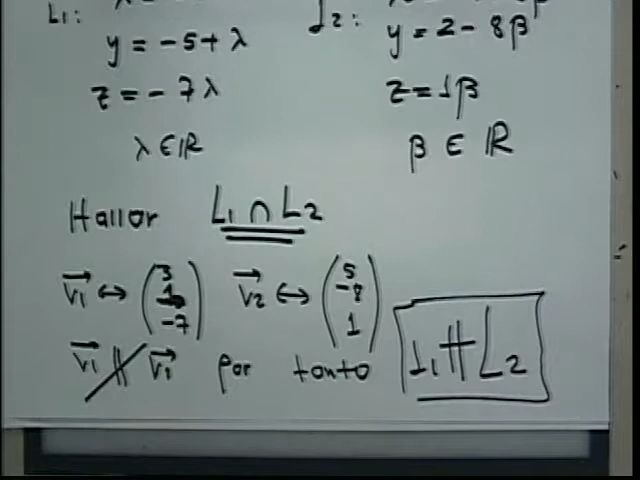 L₁: λ
L₂: β
y = -5 + λ
y = 2 - 8β
z = -7λ
z = 1β
λ ∈ ℝ
β ∈ ℝ
Hallar L₁ ∩ L₂
v₁ ↔ (3 1 -7) v₂ ↔ (5 -8 1)
v₁ ∦ v₁ por tanto L₁ ∦ L₂